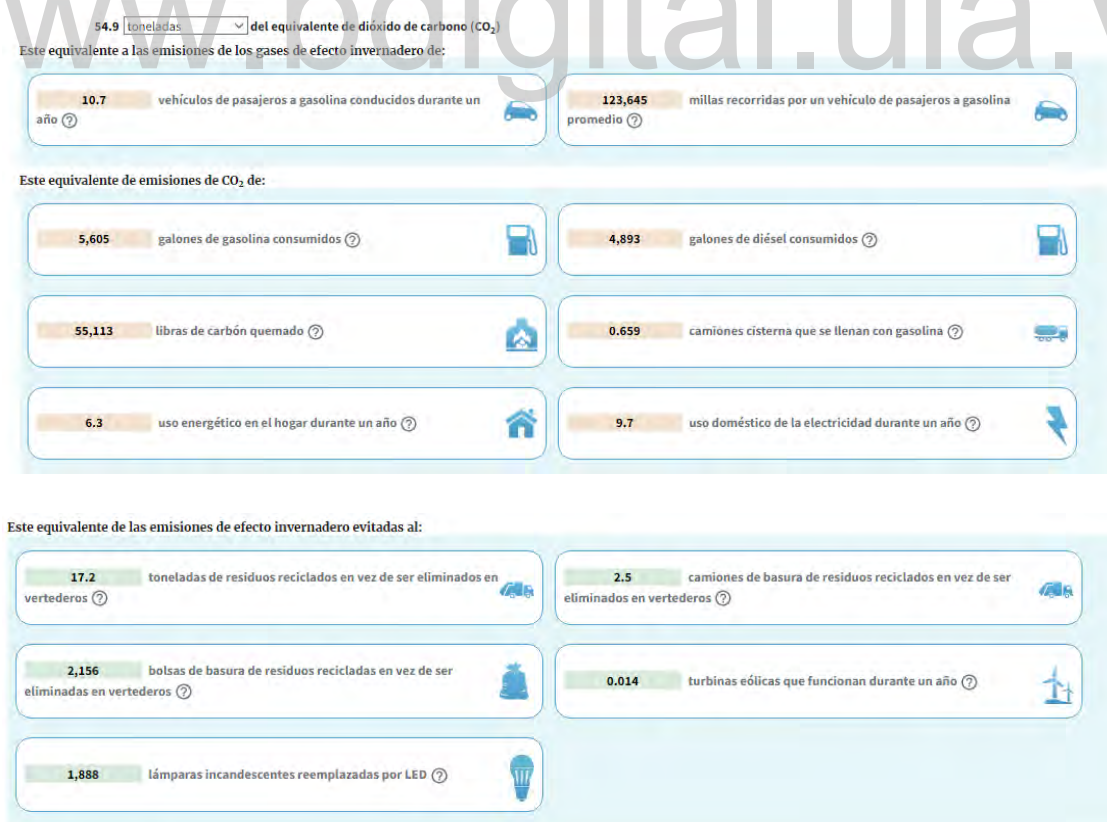 www.bdigital.uia.
54.9 toneladas del equivalente de dióxido de carbono (CO₂)
Este equivalente a las emisiones de los gases de efecto invernadero de:
10.7 vehículos de pasajeros a gasolina conducidos durante un
año ?
123,645 millas recorridas por un vehículo de pasajeros a gasolina
promedio ?
Este equivalente de emisiones de CO₂ de:
5,605 galones de gasolina consumidos ?
4,893 galones de diésel consumidos ?
55,113 libras de carbón quemado ?
0.659 camiones cisterna que se llenan con gasolina ?
6.3 uso energético en el hogar durante un año ?
9.7 uso doméstico de la electricidad durante un año ?
Este equivalente de las emisiones de efecto invernadero evitadas al:
17.2 toneladas de residuos reciclados en vez de ser eliminados en
vertederos ?
2.5 camiones de basura de residuos reciclados en vez de ser
eliminados en vertederos ?
2,156 bolsas de basura de residuos recicladas en vez de ser
eliminadas en vertederos ?
0.014 turbinas eólicas que funcionan durante un año ?
1,888 lámparas incandescentes reemplazadas por LED ?